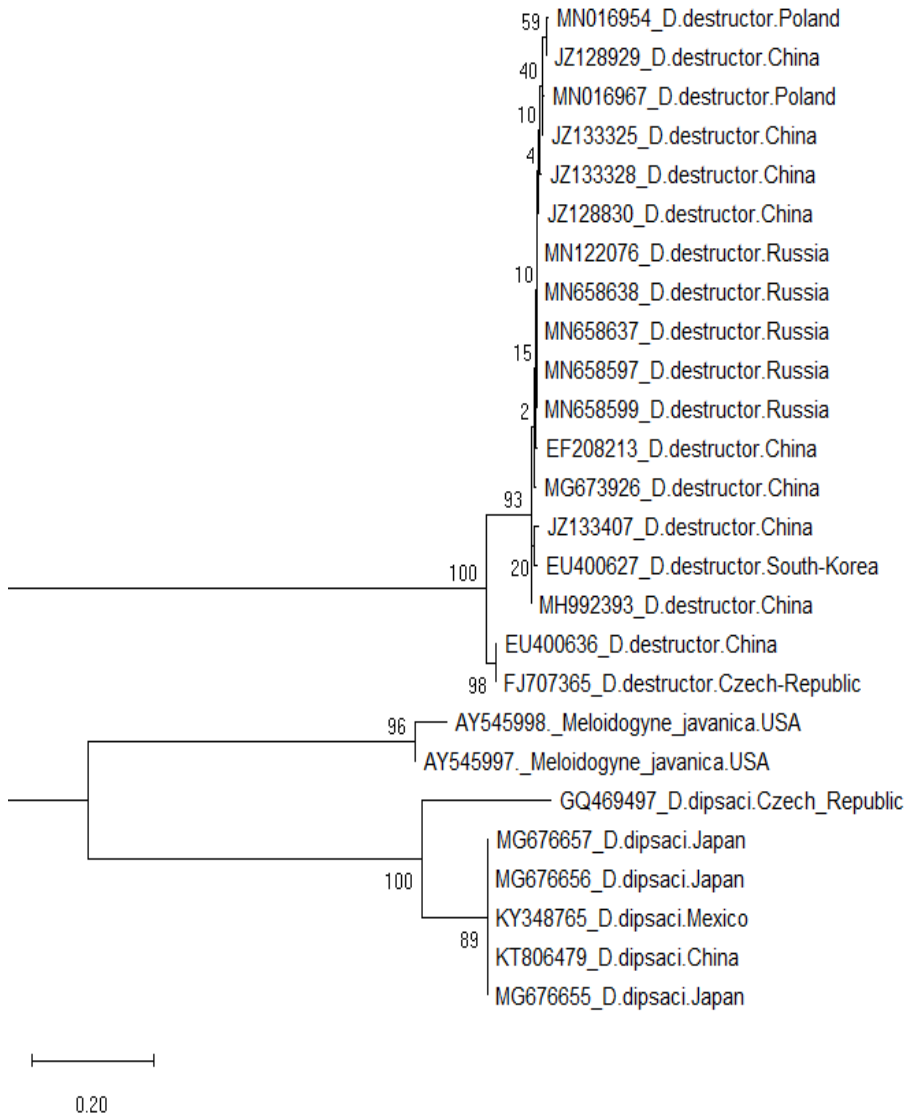 59
MN016954_D.destructor.Poland
JZ128929_D.destructor.China
40
MN016967_D.destructor.Poland
10
JZ133325_D.destructor.China
4
JZ133328_D.destructor.China
JZ128830_D.destructor.China
MN122076_D.destructor.Russia
10
MN658638_D.destructor.Russia
MN658637_D.destructor.Russia
15
MN658597_D.destructor.Russia
MN658599_D.destructor.Russia
2
EF208213_D.destructor.China
MG673926_D.destructor.China
93
JZ133407_D.destructor.China
EU400627_D.destructor.South-Korea
20
100
MH992393_D.destructor.China
EU400636_D.destructor.China
FJ707365_D.destructor.Czech-Republic
98
AY545998._Meloidogyne_javanica.USA
96
AY545997._Meloidogyne_javanica.USA
GQ469497_D.dipsaci.Czech_Republic
MG676657_D.dipsaci.Japan
MG676656_D.dipsaci.Japan
100
KY348765_D.dipsaci.Mexico
89
KT806479_D.dipsaci.China
MG676655_D.dipsaci.Japan
0.20